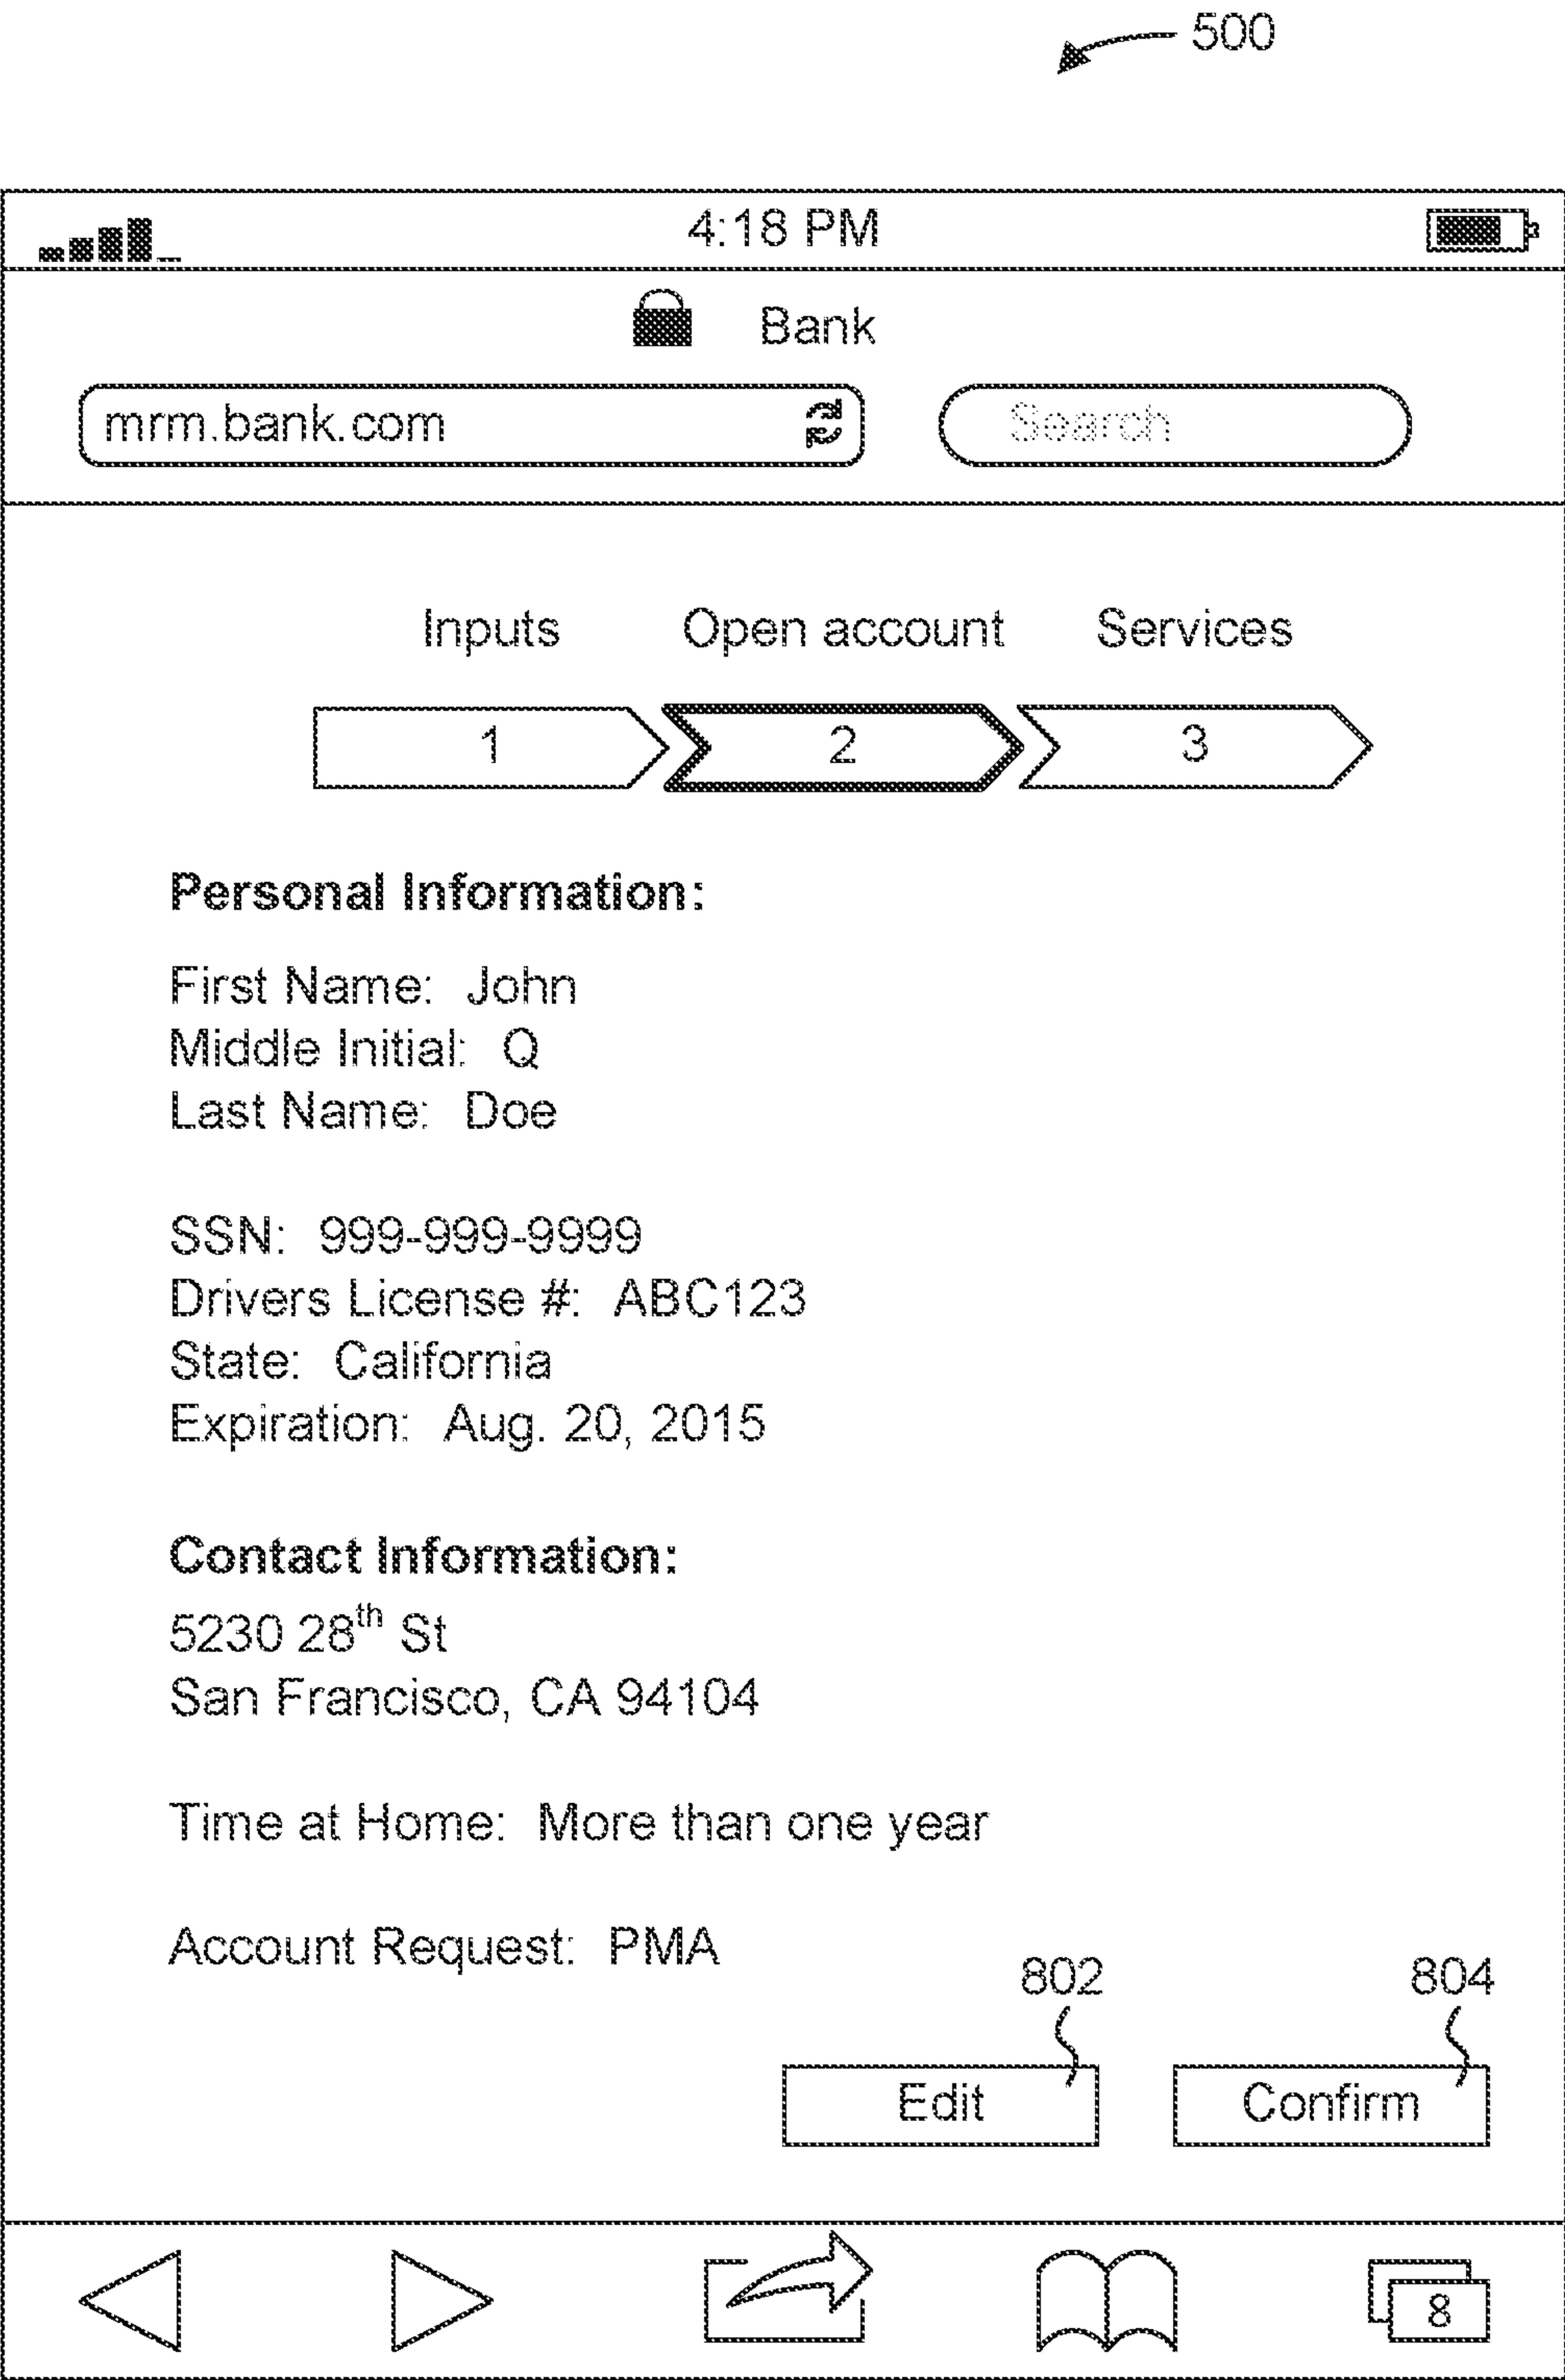 500
4:18 PM
Bank
mrm.bank.com
Search
Inputs Open account Services
1 2 3
Personal Information:
First Name: John
Middle Initial: Q
Last Name: Doe
SSN: 999-999-9999
Drivers License #: ABC123
State: California
Expiration: Aug. 20, 2015
Contact Information:
5230 28th St
San Francisco, CA 94104
Time at Home: More than one year
Account Request: PMA
802 804
Edit Confirm
8